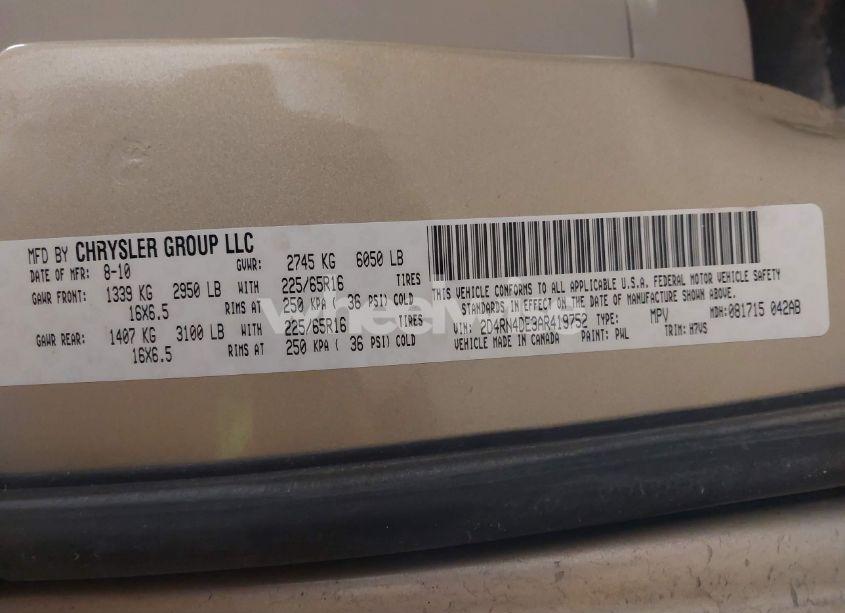 MFD BY CHRYSLER GROUP LLC
DATE OF MFR: 8-10 GVWR: 2745 KG 6050 LB
GAWR FRONT: 1339 KG 2950 LB WITH 225/65R16 TIRES
16X6.5 RIMS AT 250 KPA ( 36 PSI) COLD
GAWR REAR: 1407 KG 3100 LB WITH 225/65R16 TIRES
16X6.5 RIMS AT 250 KPA ( 36 PSI) COLD
THIS VEHICLE CONFORMS TO ALL APPLICABLE U.S.A. FEDERAL MOTOR VEHICLE SAFETY
STANDARDS IN EFFECT ON THE DATE OF MANUFACTURE SHOWN ABOVE.
VIN: 2D4RN4DE3AR419752 TYPE: MPV MDH: 081715 042AB
VEHICLE MADE IN CANADA PAINT: PWL TRIM: H7VS